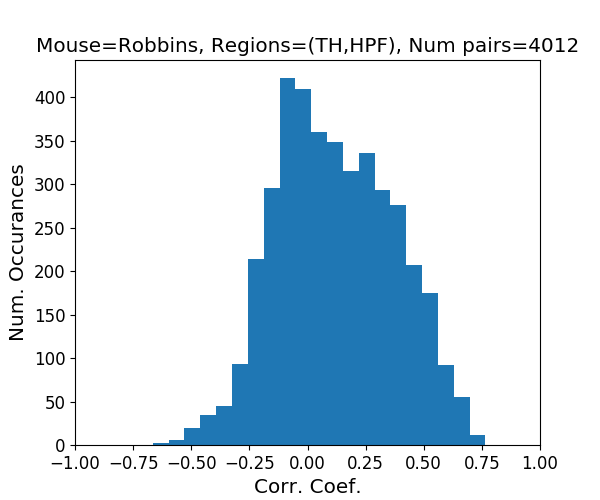 Mouse=Robbins, Regions=(TH,HPF), Num pairs=4012
Num. Occurances
400
350
300
250
200
150
100
50
0
−1.00 −0.75 −0.50 −0.25 0.00 0.25 0.50 0.75 1.00
Corr. Coef.